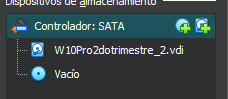 Dispositivos de almacenamiento
Controlador: SATA
W10Pro2dotrimestre_2.vdi
Vacío